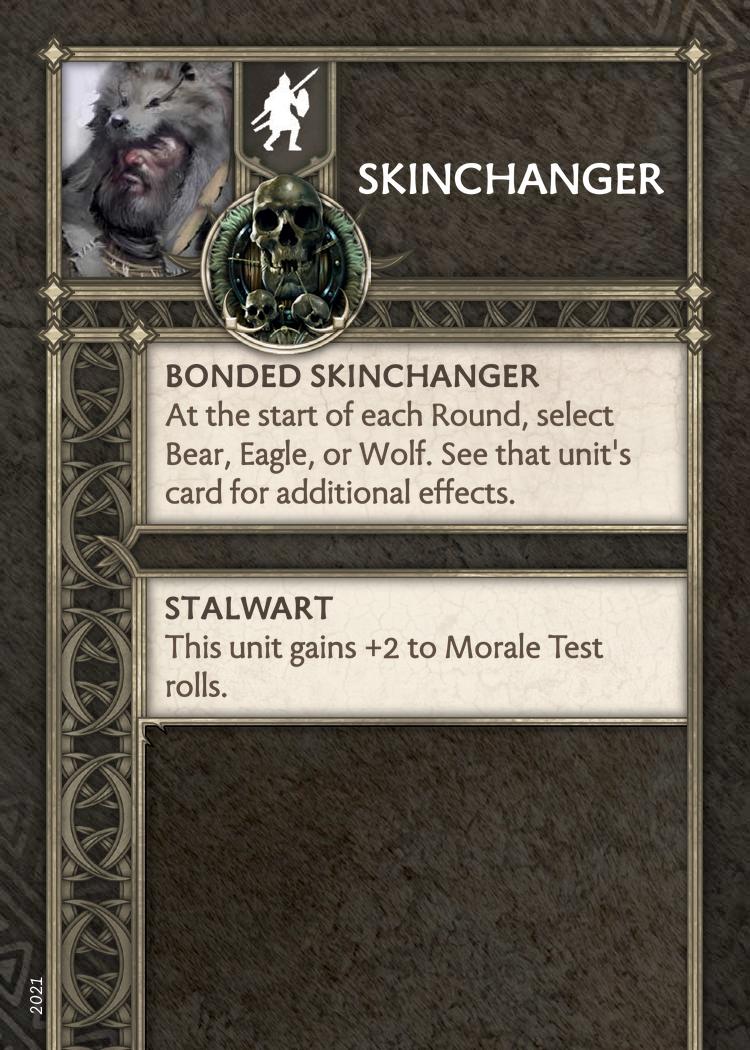 SKINCHANGER
BONDED SKINCHANGER
At the start of each Round, select
Bear, Eagle, or Wolf. See that unit's
card for additional effects.
STALWART
This unit gains +2 to Morale Test
rolls.
2021